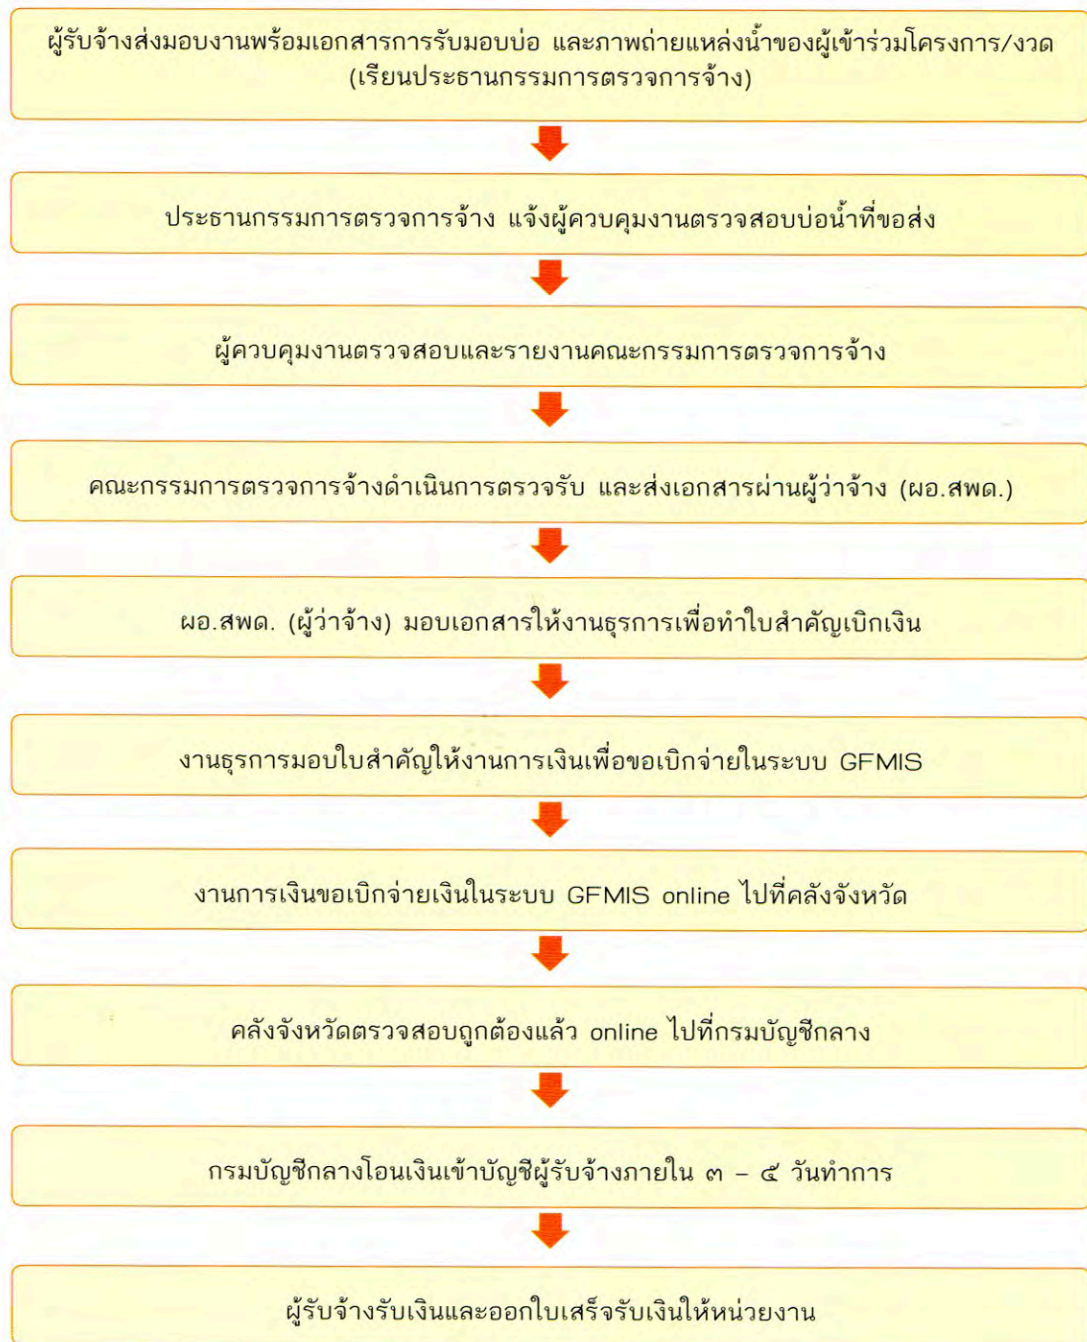 ผู้รับจ้างส่งมอบงานพร้อมเอกสารการรับมอบบ่อ และภาพถ่ายแหล่งน้ำของผู้เข้าร่วมโครงการ/งวด
(เรียนประธานกรรมการตรวจการจ้าง)
ประธานกรรมการตรวจการจ้าง แจ้งผู้ควบคุมงานตรวจสอบบ่อน้ำที่ขอส่ง
ผู้ควบคุมงานตรวจสอบและรายงานคณะกรรมการตรวจการจ้าง
คณะกรรมการตรวจการจ้างดำเนินการตรวจรับ และส่งเอกสารผ่านผู้ว่าจ้าง (ผอ.สพด.)
ผอ.สพด. (ผู้ว่าจ้าง) มอบเอกสารให้งานธุรการเพื่อทำใบสำคัญเบิกเงิน
งานธุรการมอบใบสำคัญให้งานการเงินเพื่อขอเบิกจ่ายในระบบ GFMIS
งานการเงินขอเบิกจ่ายเงินในระบบ GFMIS online ไปที่คลังจังหวัด
คลังจังหวัดตรวจสอบถูกต้องแล้ว online ไปที่กรมบัญชีกลาง
กรมบัญชีกลางโอนเงินเข้าบัญชีผู้รับจ้างภายใน ๓ – ๕ วันทำการ
ผู้รับจ้างรับเงินและออกใบเสร็จรับเงินให้หน่วยงาน